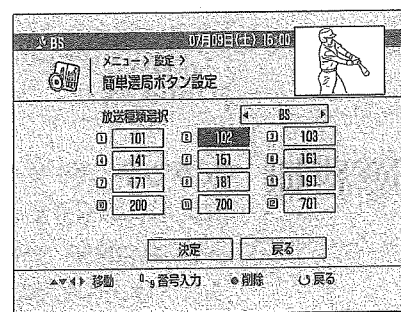 BS 07月09日(土) 15:00
メニュー > 設定 >
簡単選局ボタン設定
放送種類選択 BS
1 101 2 102 3 103
4 141 5 151 6 161
7 171 8 181 9 191
10 200 11 700 12 701
決定 戻る
▲▼◀▶ 移動 0~9 番号入力 ● 削除 ↺ 戻る